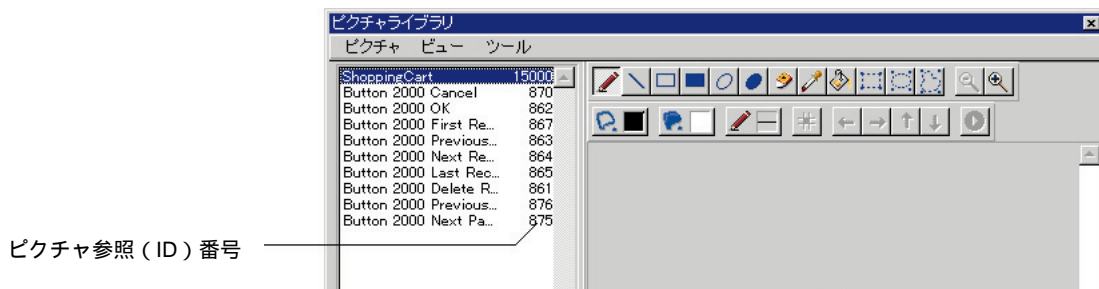 ピクチャライブラリ
ピクチャ ビュー ツール
ShoppingCart 15000
Button 2000 Cancel 870
Button 2000 OK 862
Button 2000 First Re... 867
Button 2000 Previous... 863
Button 2000 Next Re... 864
Button 2000 Last Rec... 865
Button 2000 Delete R... 861
Button 2000 Previous... 876
Button 2000 Next Pa... 875
ピクチャ参照（ID）番号